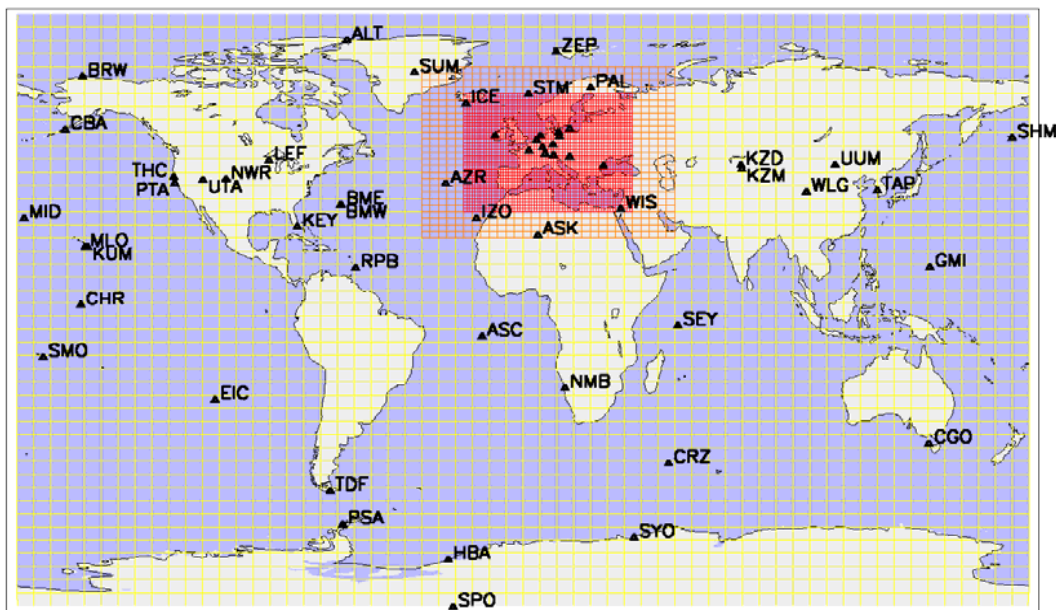 ALT
ZEP
BRW
SUM
PAL
STM
ICE
CBA
SHM
LEF
KZD
UUM
THC
NWR
KZM
PTA
UTA
AZR
WLG
TAP
BME
WIS
MID
BMW
IZO
KEY
ASK
MLO
KUM
RPB
GMI
CHR
SEY
ASC
SMO
NMB
EIC
CGO
CRZ
TDF
PSA
SYO
HBA
SPO